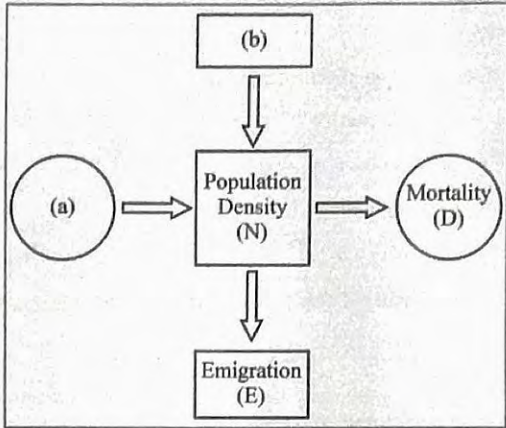 (b)
(a)
Population
Density
(N)
Mortality
(D)
Emigration
(E)